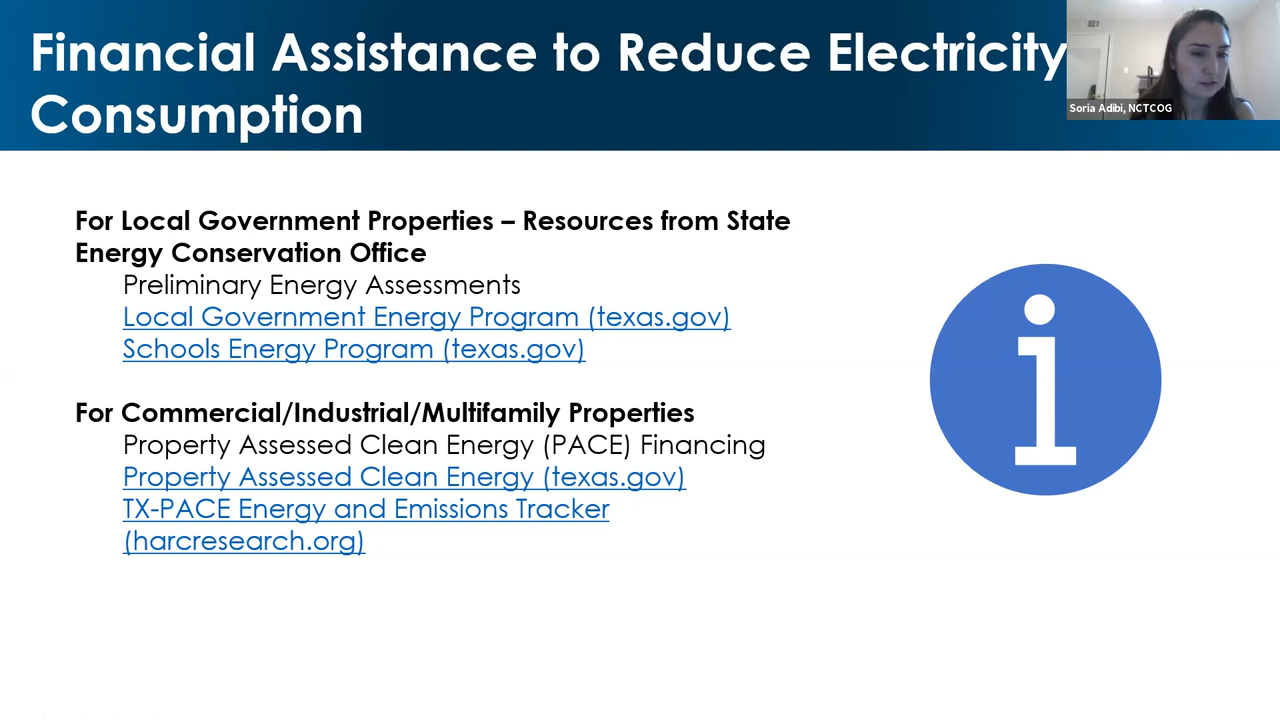 Financial Assistance to Reduce Electricity
Consumption
Soria Adibi, NCTCOG
For Local Government Properties – Resources from State
Energy Conservation Office
Preliminary Energy Assessments
Local Government Energy Program (texas.gov)
Schools Energy Program (texas.gov)
For Commercial/Industrial/Multifamily Properties
Property Assessed Clean Energy (PACE) Financing
Property Assessed Clean Energy (texas.gov)
TX-PACE Energy and Emissions Tracker
(harcresearch.org)
i